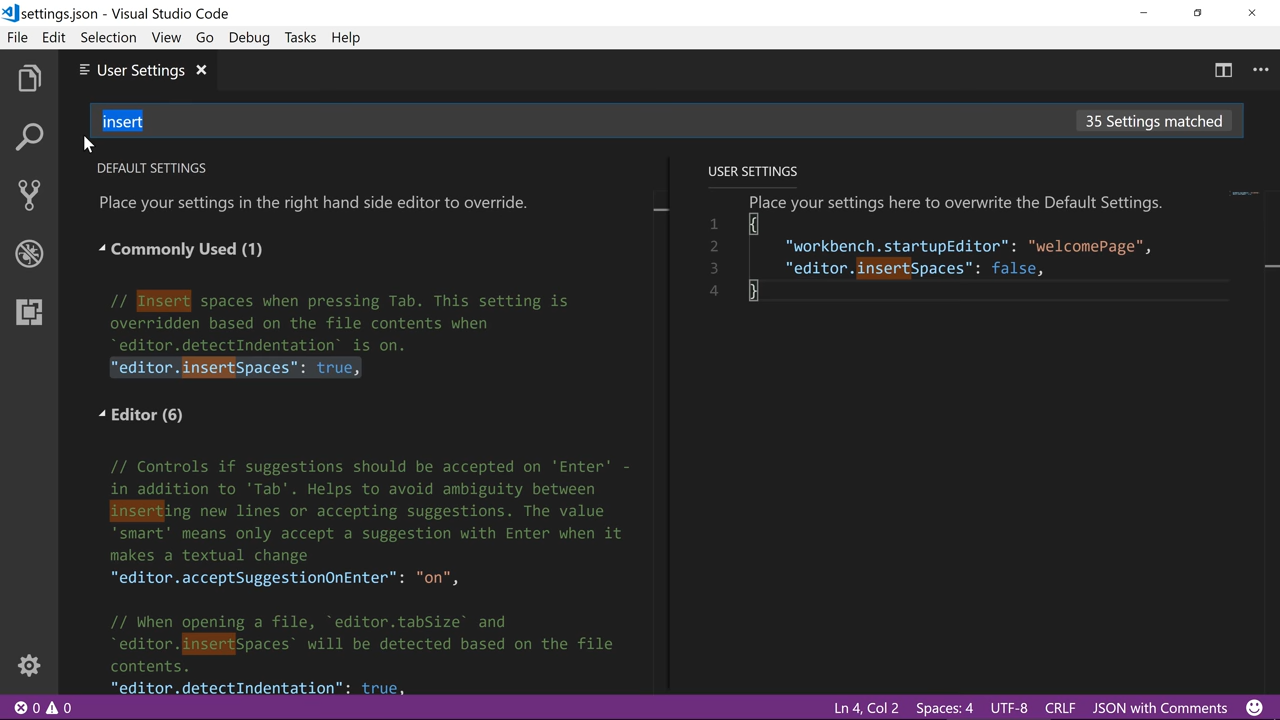 settings.json - Visual Studio Code
File Edit Selection View Go Debug Tasks Help
User Settings
insert
35 Settings matched
DEFAULT SETTINGS
Place your settings in the right hand side editor to override.
Commonly Used (1)
// Insert spaces when pressing Tab. This setting is
overridden based on the file contents when
`editor.detectIndentation` is on.
"editor.insertSpaces": true,
Editor (6)
// Controls if suggestions should be accepted on 'Enter' -
in addition to 'Tab'. Helps to avoid ambiguity between
inserting new lines or accepting suggestions. The value
'smart' means only accept a suggestion with Enter when it
makes a textual change
"editor.acceptSuggestionOnEnter": "on",
// When opening a file, `editor.tabSize` and
`editor.insertSpaces` will be detected based on the file
contents.
"editor.detectIndentation": true,
USER SETTINGS
Place your settings here to overwrite the Default Settings.
1 {
2 "workbench.startupEditor": "welcomePage",
3 "editor.insertSpaces": false,
4 }
0 0
Ln 4, Col 2 Spaces: 4 UTF-8 CRLF JSON with Comments